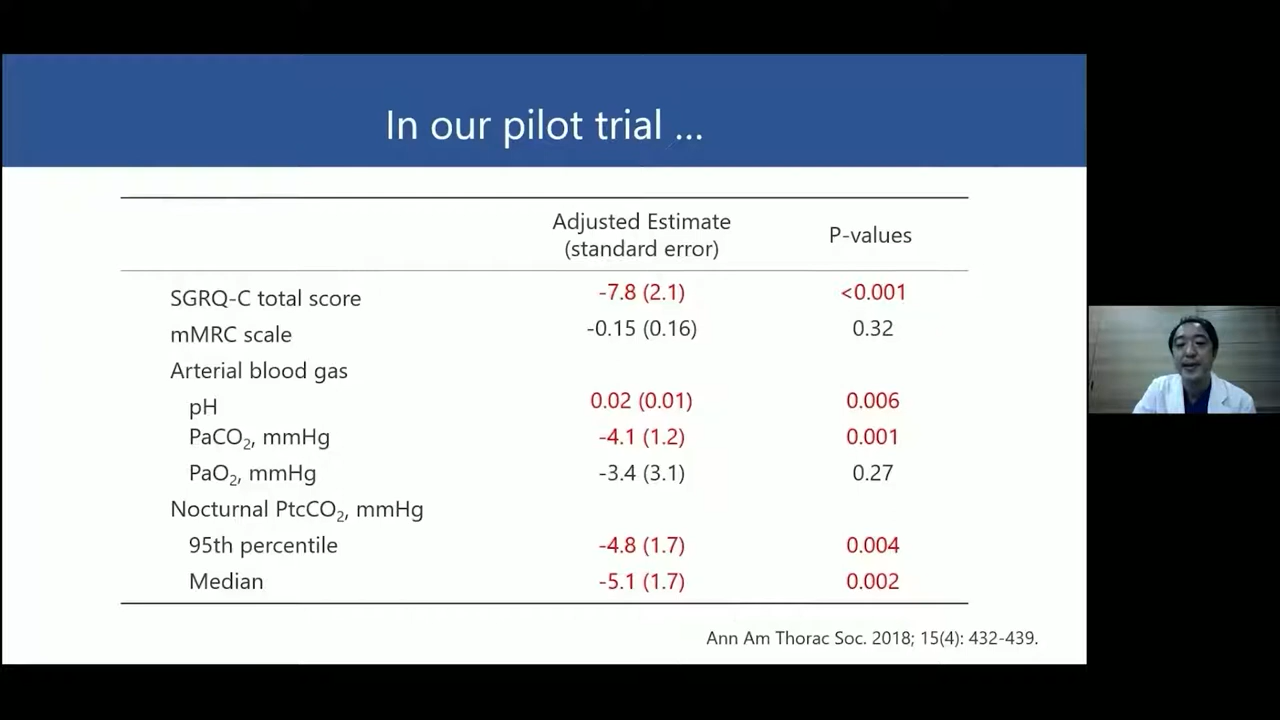 In our pilot trial ...
Adjusted Estimate
(standard error)
P-values
SGRQ-C total score -7.8 (2.1) <0.001
mMRC scale -0.15 (0.16) 0.32
Arterial blood gas
pH 0.02 (0.01) 0.006
PaCO₂, mmHg -4.1 (1.2) 0.001
PaO₂, mmHg -3.4 (3.1) 0.27
Nocturnal PtcCO₂, mmHg
95th percentile -4.8 (1.7) 0.004
Median -5.1 (1.7) 0.002
Ann Am Thorac Soc. 2018; 15(4): 432-439.